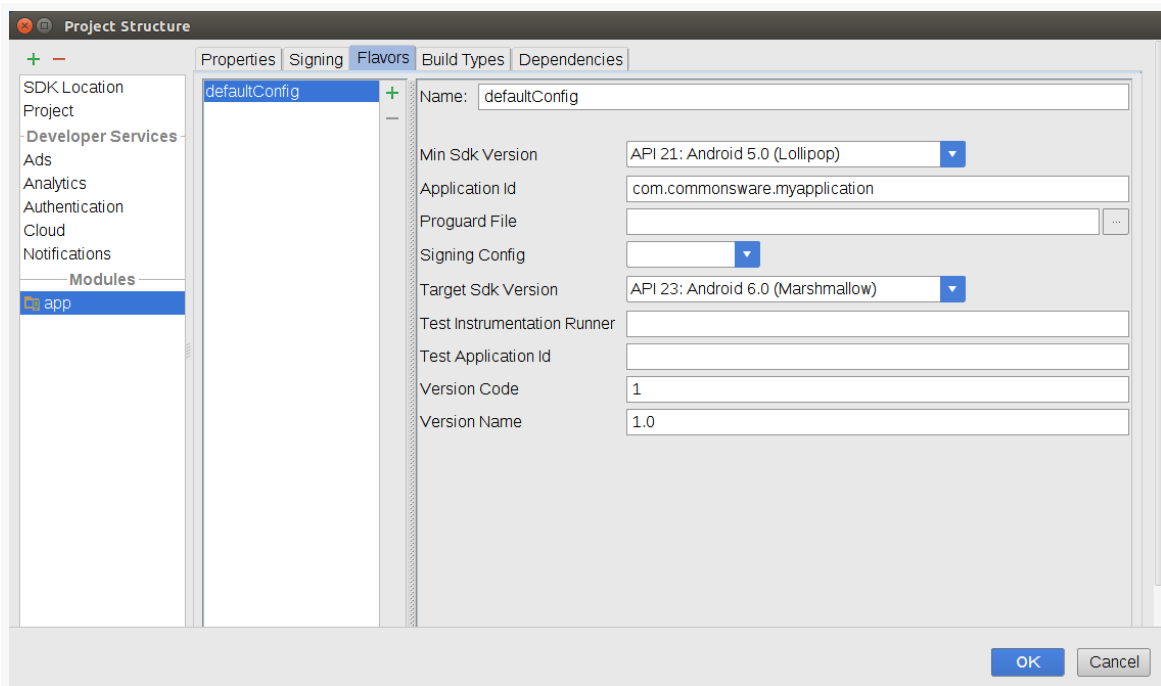 Project Structure
Properties Signing Flavors Build Types Dependencies
SDK Location
Project
Developer Services
Ads
Analytics
Authentication
Cloud
Notifications
Modules
app
defaultConfig
Name: defaultConfig
Min Sdk Version API 21: Android 5.0 (Lollipop)
Application Id com.commonsware.myapplication
Proguard File ...
Signing Config
Target Sdk Version API 23: Android 6.0 (Marshmallow)
Test Instrumentation Runner
Test Application Id
Version Code 1
Version Name 1.0
OK Cancel